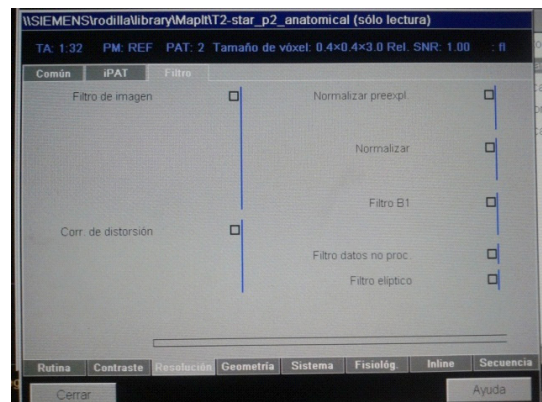 \\SIEMENS\rodilla\library\MapIt\T2-star_p2_anatomical (sólo lectura)
TA: 1:32 PM: REF PAT: 2 Tamaño de vóxel: 0.4×0.4×3.0 Rel. SNR: 1.00 : fl
Común iPAT Filtro
Filtro de imagen
Normalizar preexpl.
Normalizar
Filtro B1
Corr. de distorsión
Filtro datos no proc.
Filtro elíptico
Rutina Contraste Resolución Geometría Sistema Fisiológ. Inline Secuencia
Cerrar Ayuda